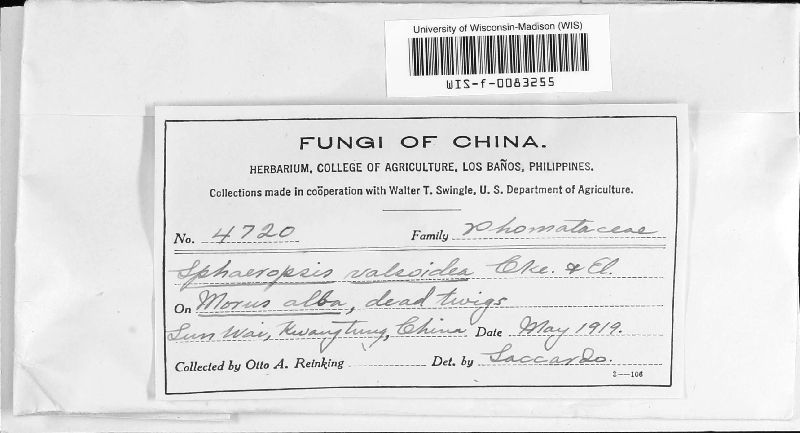 University of Wisconsin-Madison (WIS)
WIS-f-0083255
FUNGI OF CHINA.
HERBARIUM, COLLEGE OF AGRICULTURE, LOS BAÑOS, PHILIPPINES.
Collections made in coöperation with Walter T. Swingle, U. S. Department of Agriculture.
No. 4720 Family Phomataceae
Sphaeropsis valsoidea Cke. & El
On Morus alba, dead twigs
Sun Wai, Kwangtung, China Date May 1919.
Collected by Otto A. Reinking Det. by Saccardo.
2—106